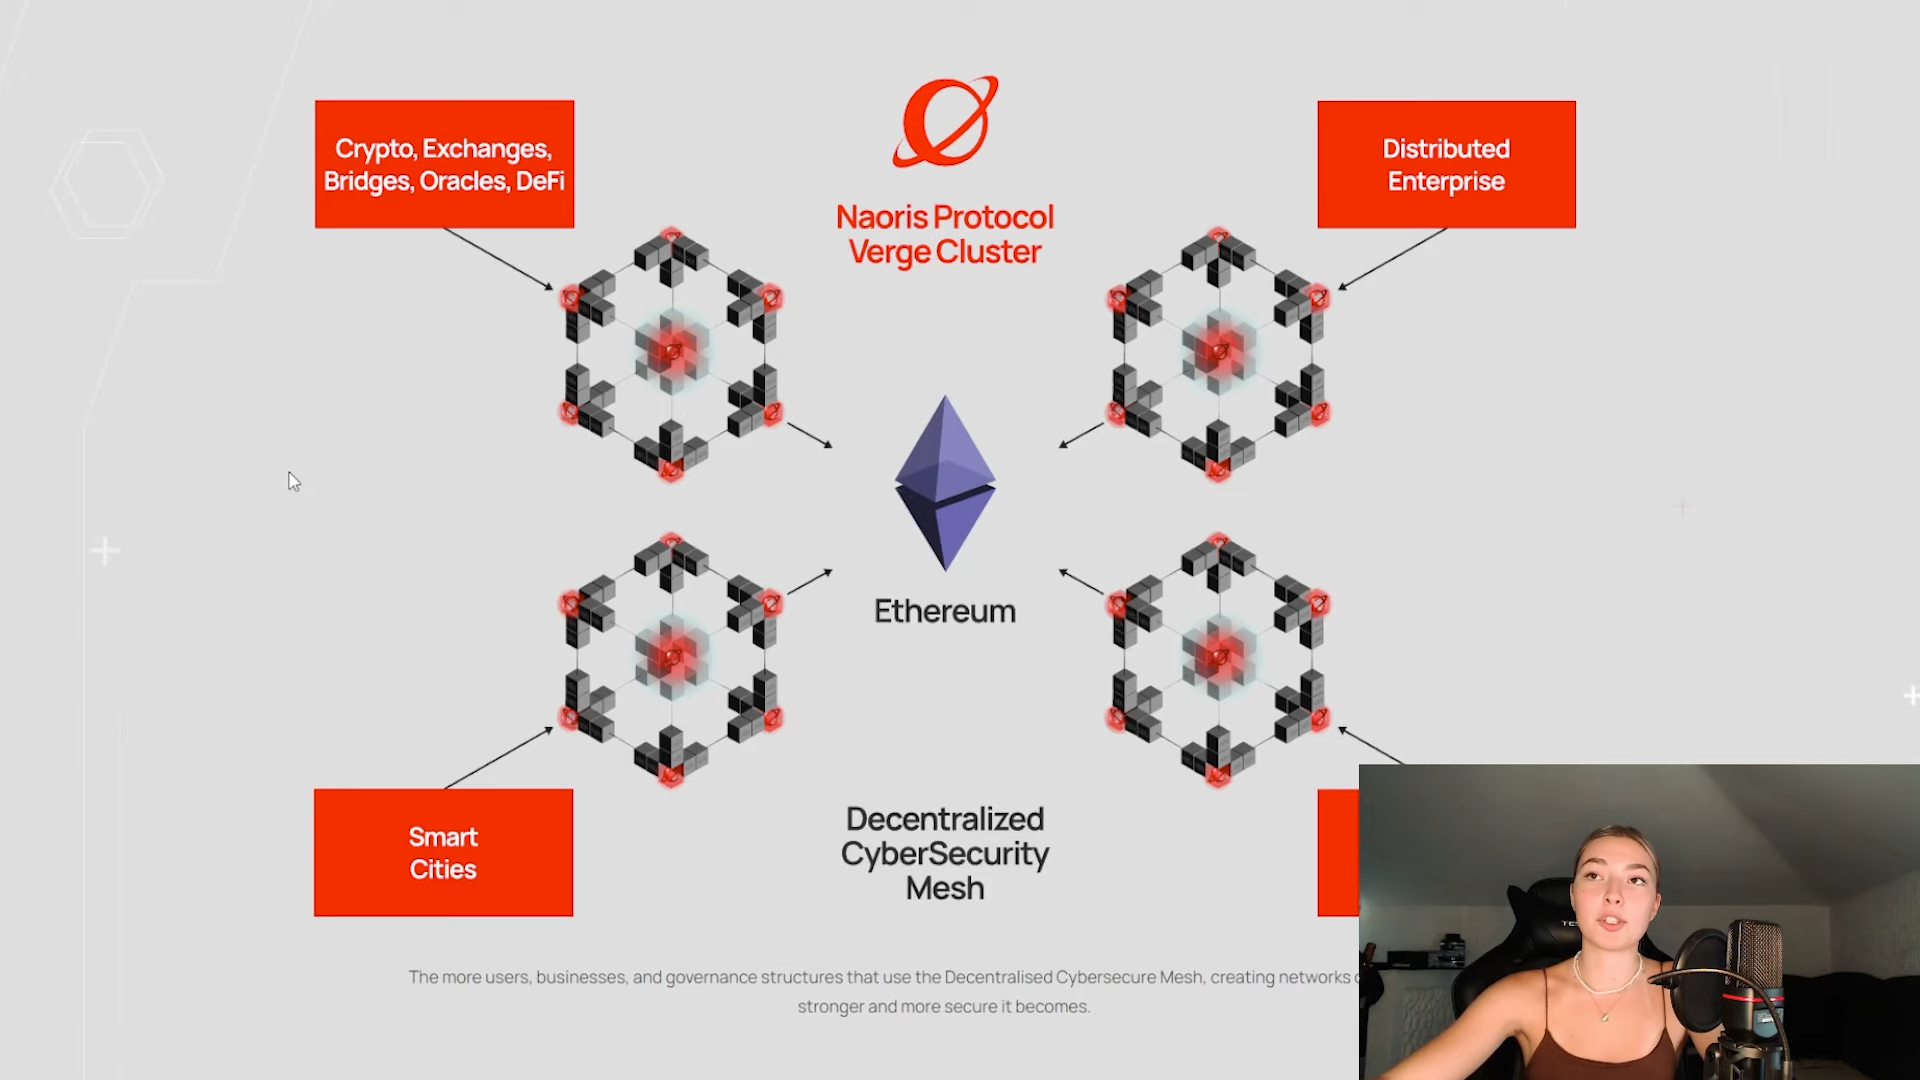 Crypto, Exchanges,
Bridges, Oracles, DeFi
Naoris Protocol
Verge Cluster
Distributed
Enterprise
Ethereum
Smart
Cities
Decentralized
CyberSecurity
Mesh
The more users, businesses, and governance structures that use the Decentralised Cybersecure Mesh, creating networks
stronger and more secure it becomes.